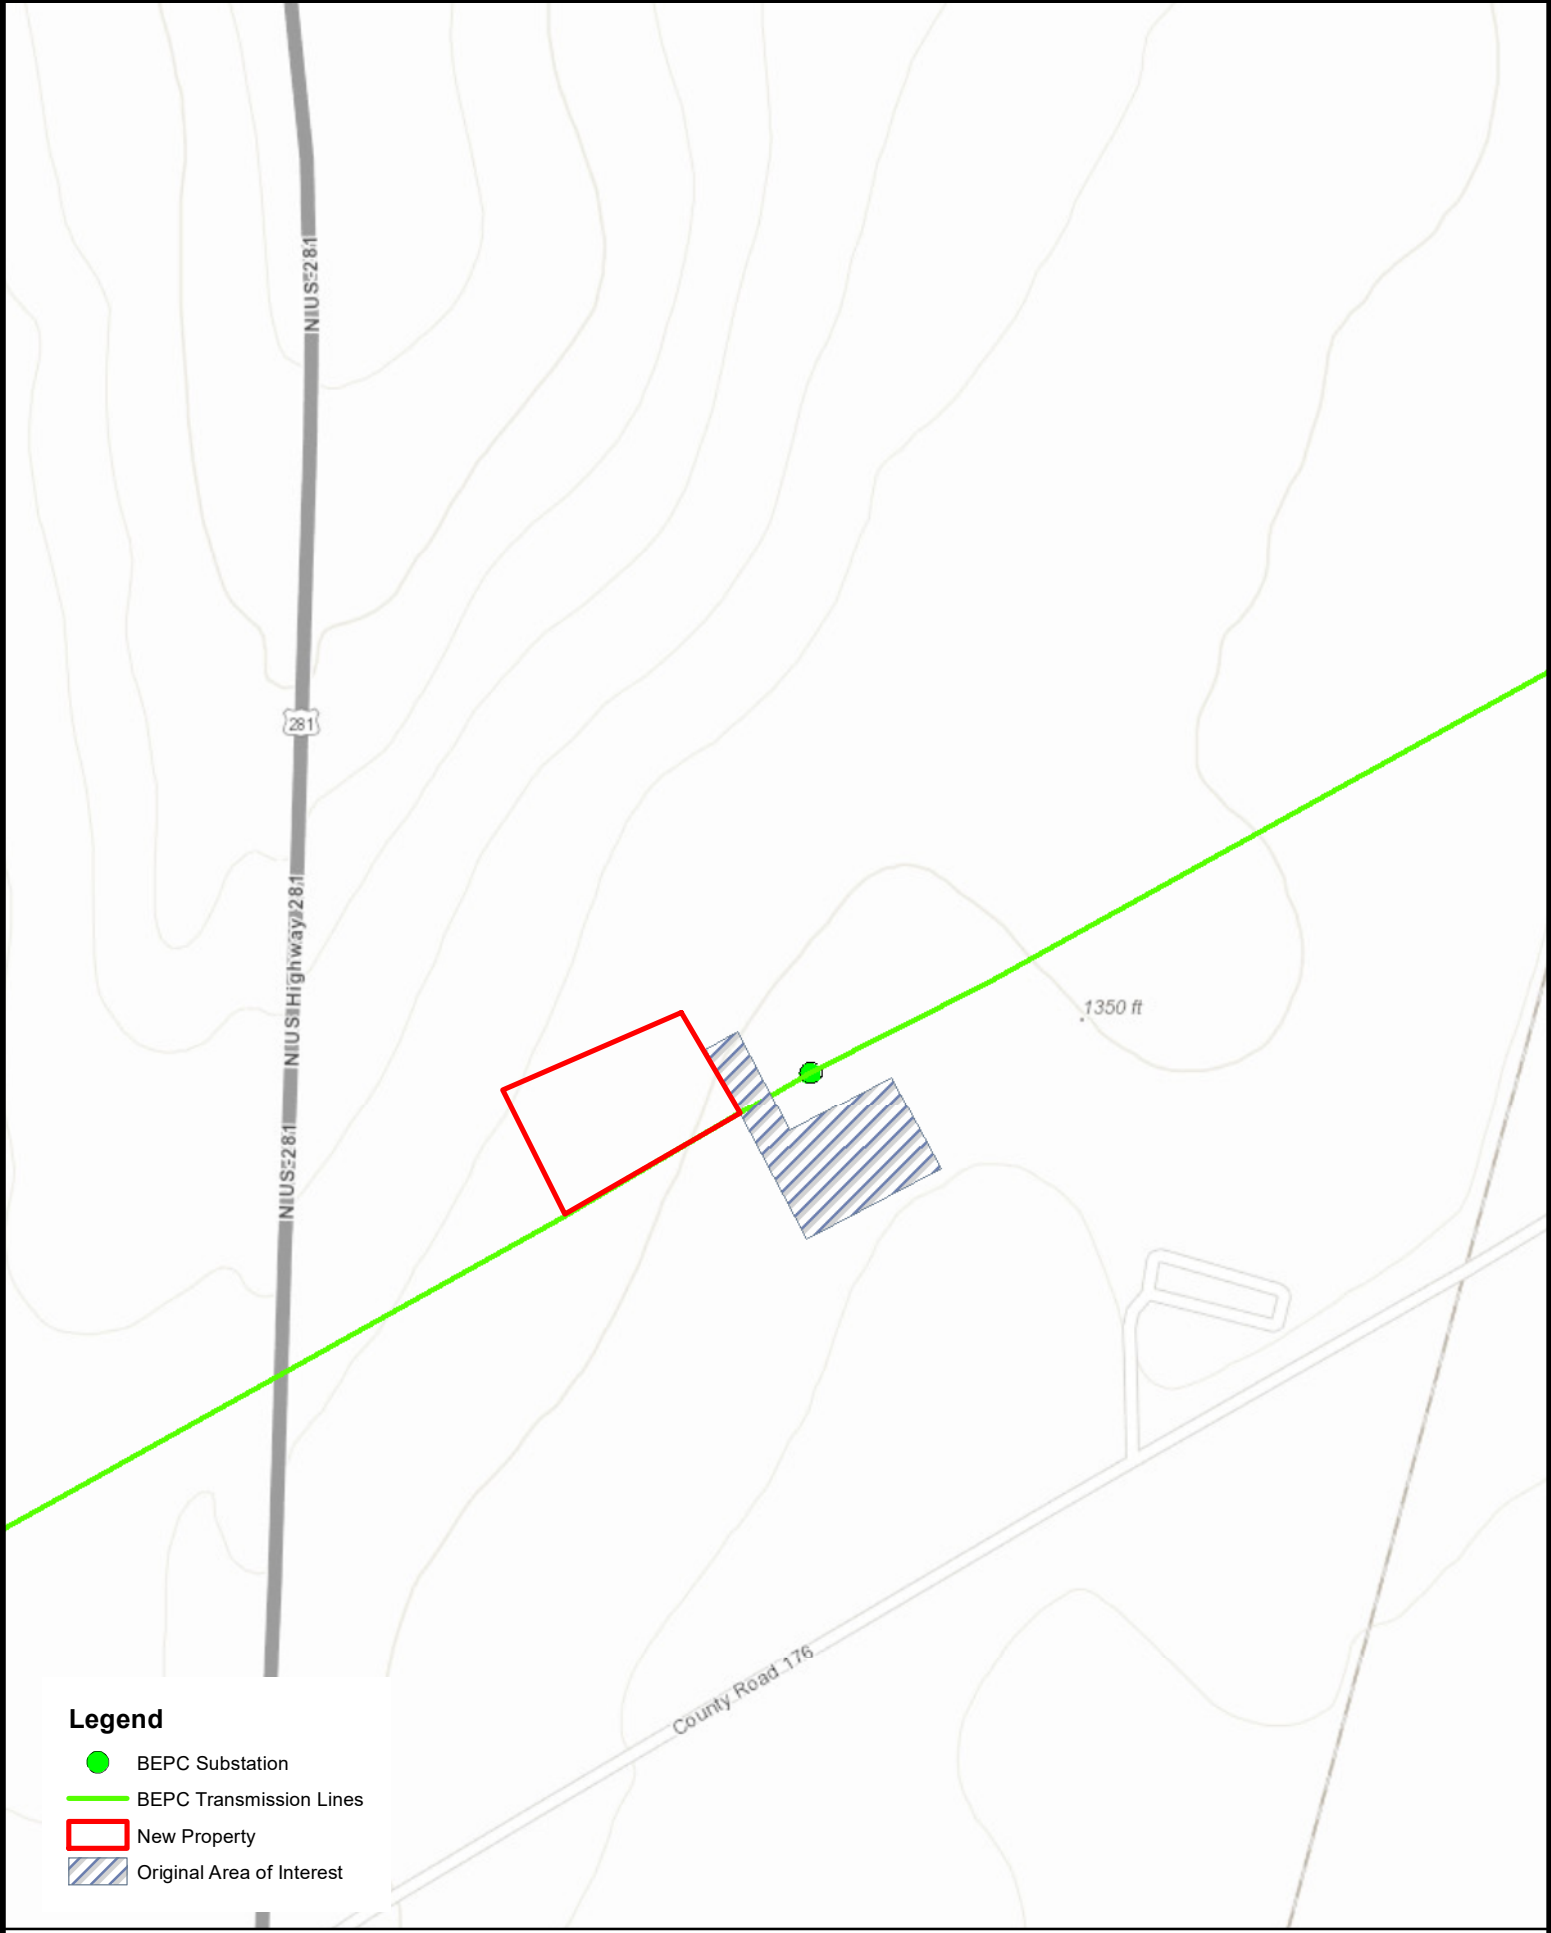 N US 281
281
N US Highway 281
1350 ft
N US 281
County Road 176
Legend
BEPC Substation
BEPC Transmission Lines
New Property
Original Area of Interest